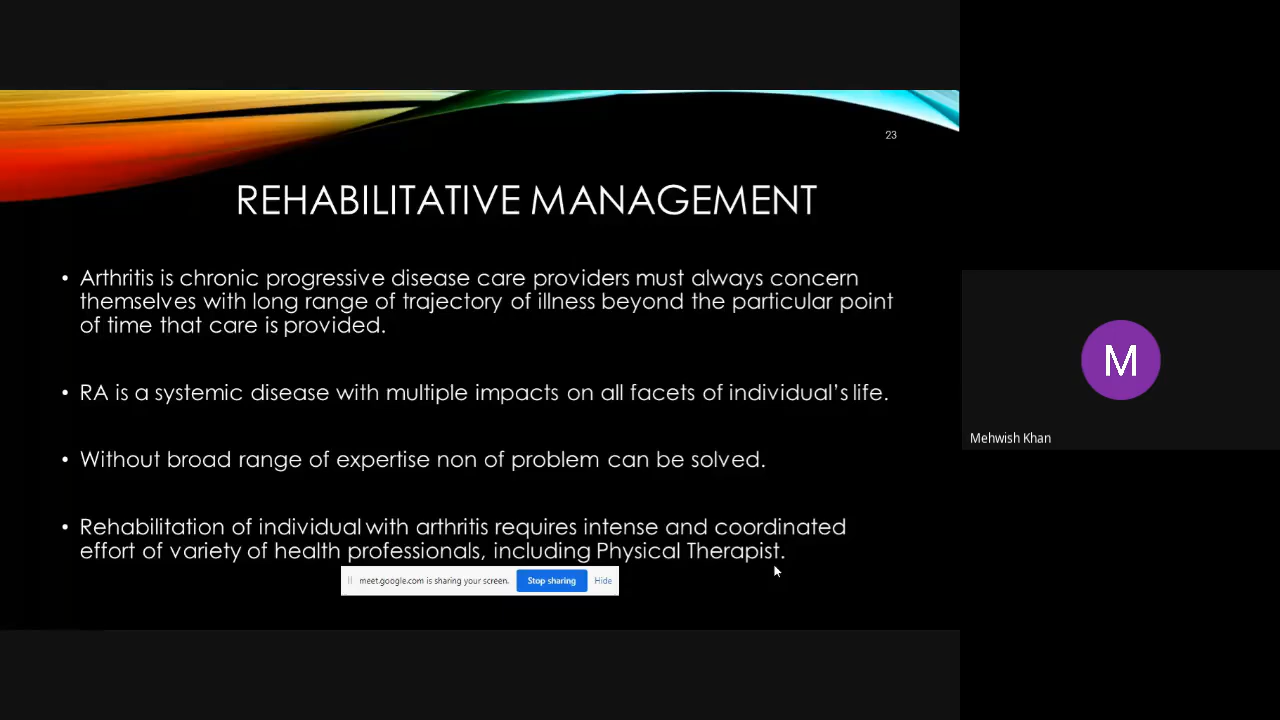 23
REHABILITATIVE MANAGEMENT
• Arthritis is chronic progressive disease care providers must always concern
themselves with long range of trajectory of illness beyond the particular point
of time that care is provided.
• RA is a systemic disease with multiple impacts on all facets of individual's life.
• Without broad range of expertise non of problem can be solved.
• Rehabilitation of individual with arthritis requires intense and coordinated
effort of variety of health professionals, including Physical Therapist.
meet.google.com is sharing your screen. Stop sharing Hide
M
Mehwish Khan